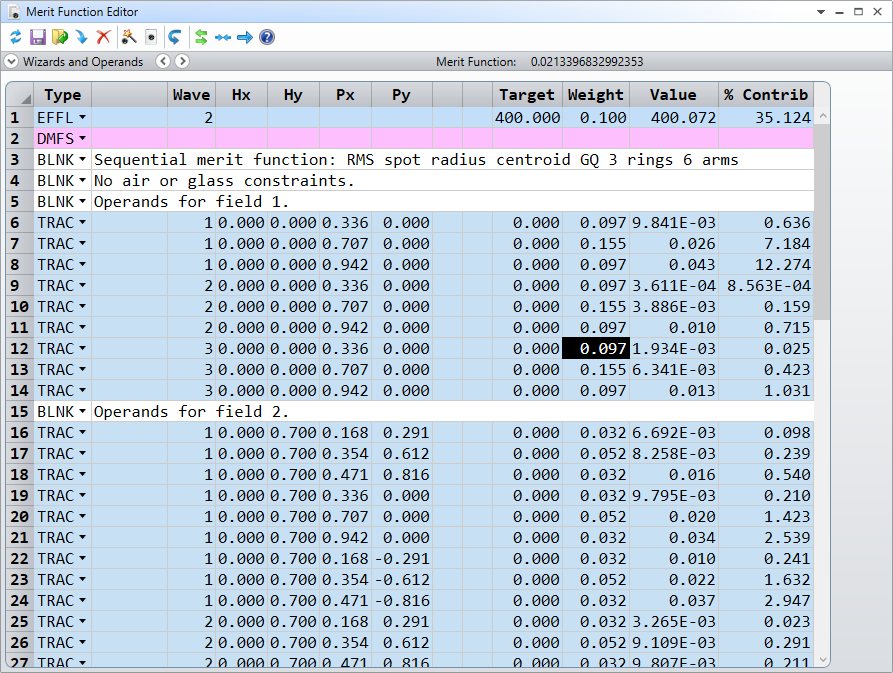 Merit Function Editor
Wizards and Operands Merit Function: 0.0213396832992353
Type Wave Hx Hy Px Py Target Weight Value % Contrib
1 EFFL 2 400.000 0.100 400.072 35.124
2 DMFS
3 BLNK Sequential merit function: RMS spot radius centroid GQ 3 rings 6 arms
4 BLNK No air or glass constraints.
5 BLNK Operands for field 1.
6 TRAC 1 0.000 0.000 0.336 0.000 0.000 0.097 9.841E-03 0.636
7 TRAC 1 0.000 0.000 0.707 0.000 0.000 0.155 0.026 7.184
8 TRAC 1 0.000 0.000 0.942 0.000 0.000 0.097 0.043 12.274
9 TRAC 2 0.000 0.000 0.336 0.000 0.000 0.097 3.611E-04 8.563E-04
10 TRAC 2 0.000 0.000 0.707 0.000 0.000 0.155 3.886E-03 0.159
11 TRAC 2 0.000 0.000 0.942 0.000 0.000 0.097 0.010 0.715
12 TRAC 3 0.000 0.000 0.336 0.000 0.000 0.097 1.934E-03 0.025
13 TRAC 3 0.000 0.000 0.707 0.000 0.000 0.155 6.341E-03 0.423
14 TRAC 3 0.000 0.000 0.942 0.000 0.000 0.097 0.013 1.031
15 BLNK Operands for field 2.
16 TRAC 1 0.000 0.700 0.168 0.291 0.000 0.032 6.692E-03 0.098
17 TRAC 1 0.000 0.700 0.354 0.612 0.000 0.052 8.258E-03 0.239
18 TRAC 1 0.000 0.700 0.471 0.816 0.000 0.032 0.016 0.540
19 TRAC 1 0.000 0.700 0.336 0.000 0.000 0.032 9.795E-03 0.210
20 TRAC 1 0.000 0.700 0.707 0.000 0.000 0.052 0.020 1.423
21 TRAC 1 0.000 0.700 0.942 0.000 0.000 0.032 0.034 2.539
22 TRAC 1 0.000 0.700 0.168 -0.291 0.000 0.032 0.010 0.241
23 TRAC 1 0.000 0.700 0.354 -0.612 0.000 0.052 0.022 1.632
24 TRAC 1 0.000 0.700 0.471 -0.816 0.000 0.032 0.037 2.947
25 TRAC 2 0.000 0.700 0.168 0.291 0.000 0.032 3.265E-03 0.023
26 TRAC 2 0.000 0.700 0.354 0.612 0.000 0.052 9.109E-03 0.291
27 TRAC 2 0.000 0.700 0.471 0.816 0.000 0.032 9.807E-03 0.211